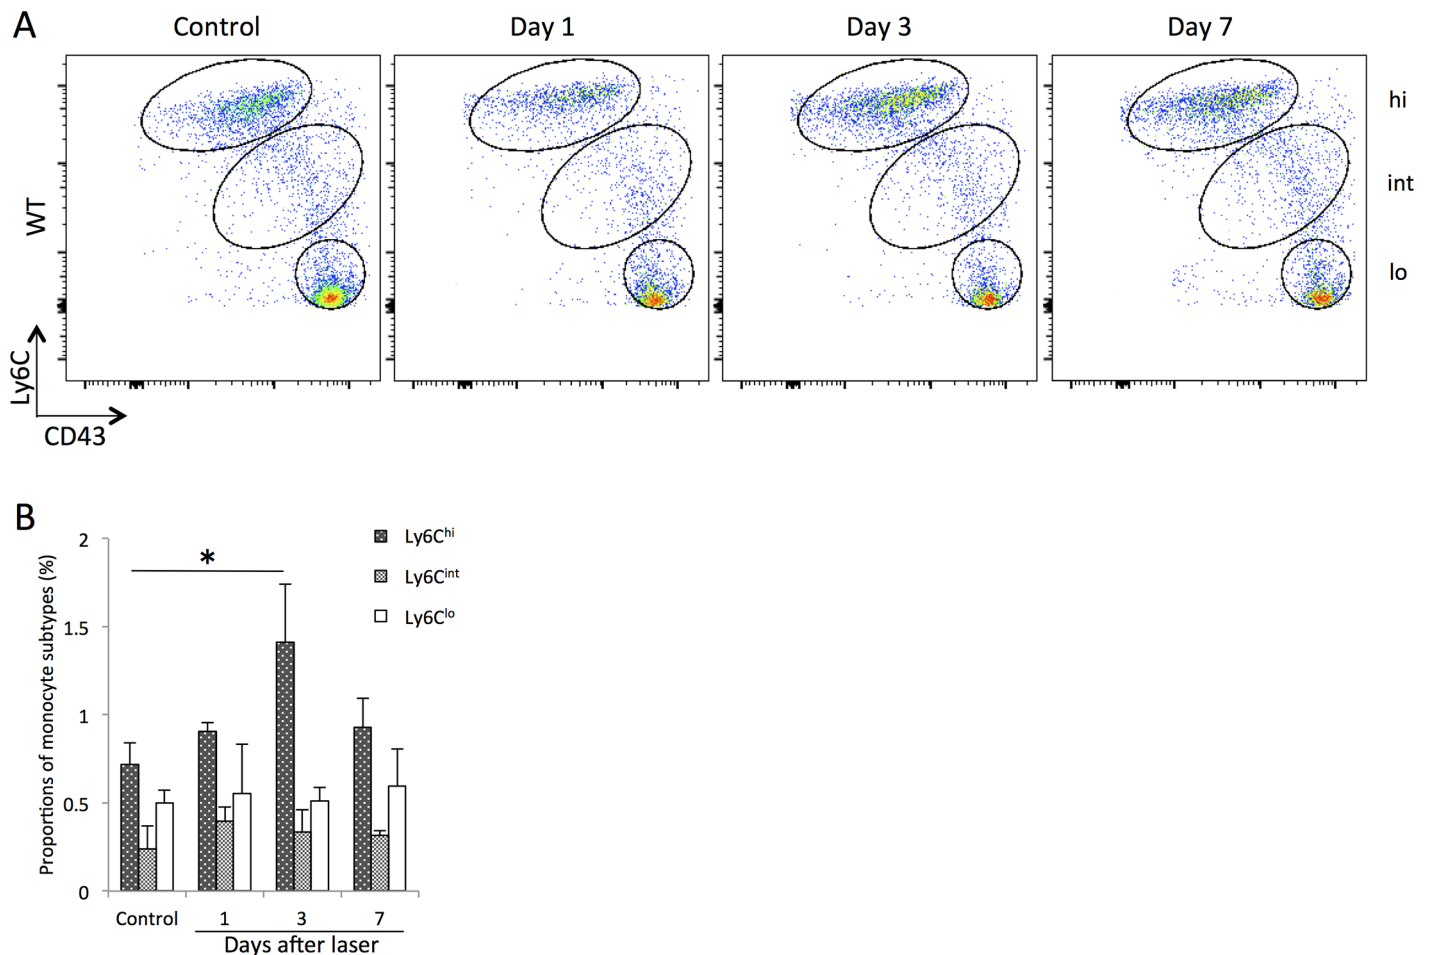 A
Control
Day 1
Day 3
Day 7
hi
int
lo
WT
Ly6C
CD43
B
Proportions of monocyte subtypes (%)
2
1.5
1
0.5
0
*
Ly6Chi
Ly6Cint
Ly6Clo
Control
1
3
7
Days after laser